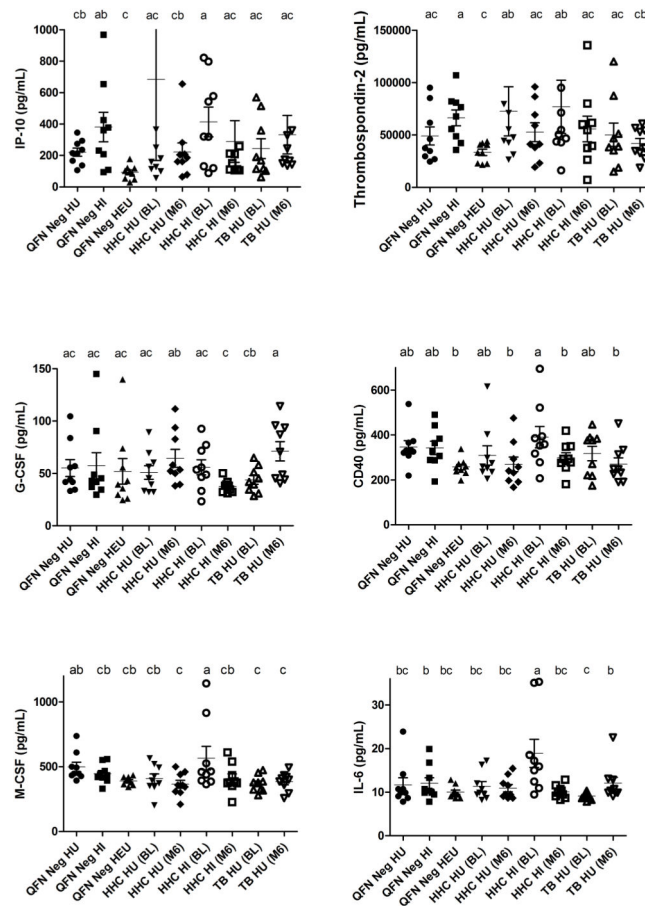 cb ab c ac cb a ac ac ac
IP-10 (pg/mL)
1000
800
600
400
200
0
QFN Neg HU
QFN Neg HI
QFN Neg HEU
HHC HU (BL)
HHC HU (M6)
HHC HI (BL)
HHC HI (M6)
TB HU (BL)
TB HU (M6)
ac a c ab ac ab ac ac cb
Thrombospondin-2 (pg/mL)
150000
100000
50000
0
QFN Neg HU
QFN Neg HI
QFN Neg HEU
HHC HU (BL)
HHC HU (M6)
HHC HI (BL)
HHC HI (M6)
TB HU (BL)
TB HU (M6)
ac ac ac ac ab ac c cb a
G-CSF (pg/mL)
150
100
50
0
QFN Neg HU
QFN Neg HI
QFN Neg HEU
HHC HU (BL)
HHC HU (M6)
HHC HI (BL)
HHC HI (M6)
TB HU (BL)
TB HU (M6)
ab ab b ab b a b ab b
CD40 (pg/mL)
600
400
200
0
QFN Neg HU
QFN Neg HI
QFN Neg HEU
HHC HU (BL)
HHC HU (M6)
HHC HI (BL)
HHC HI (M6)
TB HU (BL)
TB HU (M6)
ab cb cb cb c a cb c c
M-CSF (pg/mL)
1000
500
0
QFN Neg HU
QFN Neg HI
QFN Neg HEU
HHC HU (BL)
HHC HU (M6)
HHC HI (BL)
HHC HI (M6)
TB HU (BL)
TB HU (M6)
bc b bc bc bc a bc c b
IL-6 (pg/mL)
30
20
10
0
QFN Neg HU
QFN Neg HI
QFN Neg HEU
HHC HU (BL)
HHC HU (M6)
HHC HI (BL)
HHC HI (M6)
TB HU (BL)
TB HU (M6)